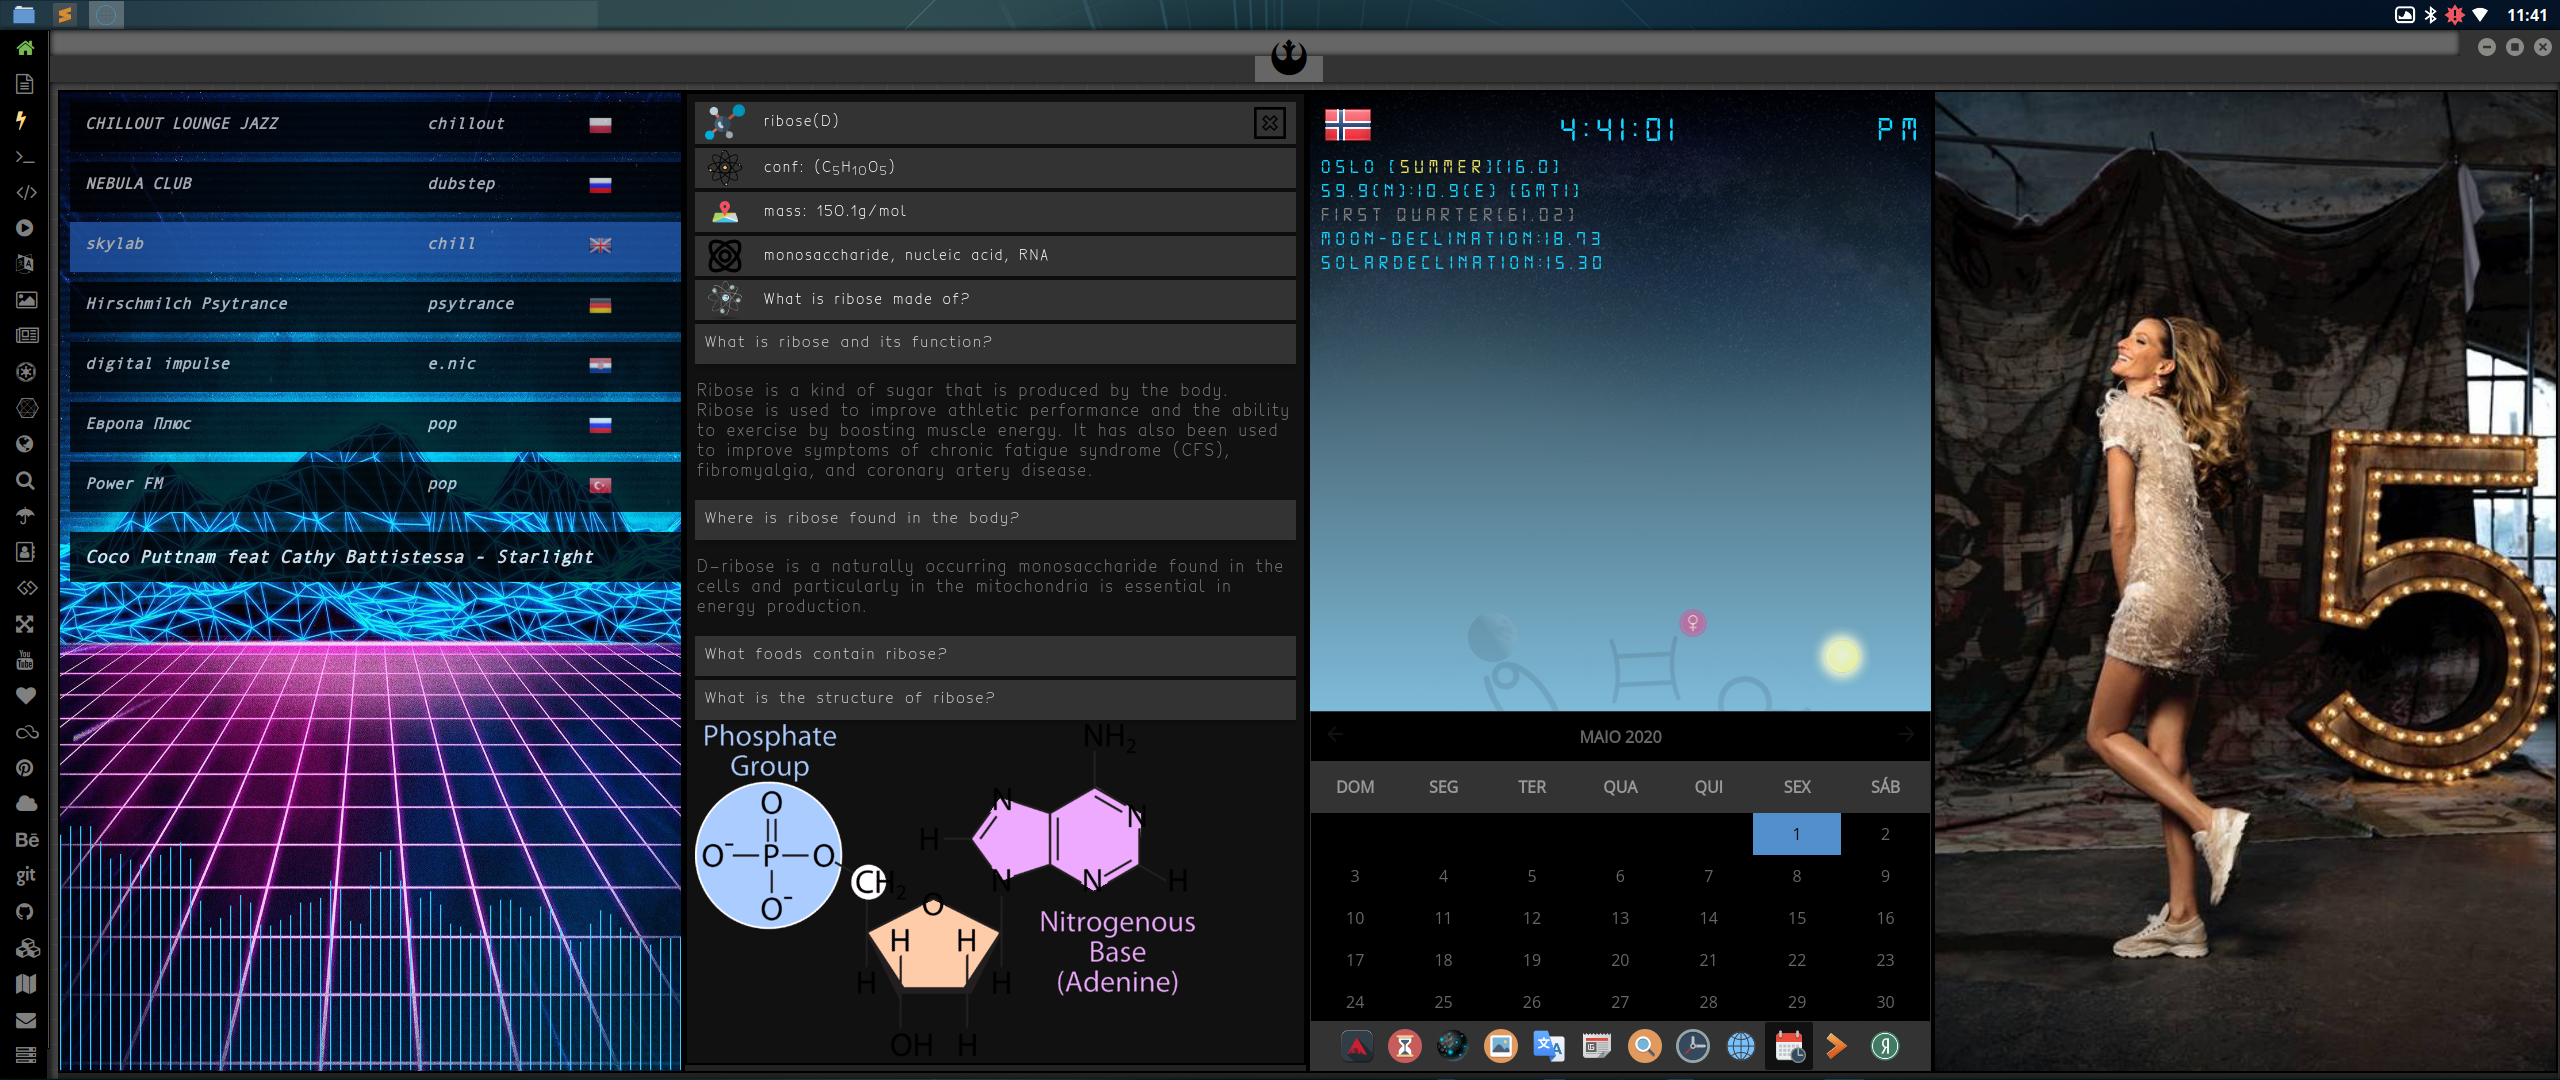 11:41
CHILLOUT LOUNGE JAZZ chillout
NEBULA CLUB dubstep
skylab chill
Hirschmilch Psytrance psytrance
digital impulse e.nic
Европа Плюс pop
Power FM pop
Coco Puttnam feat Cathy Battistessa - Starlight
You
Tube
Bē
git
ribose(D)
conf: (C₅H₁₀O₅)
mass: 150.1g/mol
monosaccharide, nucleic acid, RNA
What is ribose made of?
What is ribose and its function?
Ribose is a kind of sugar that is produced by the body.
Ribose is used to improve athletic performance and the ability
to exercise by boosting muscle energy. It has also been used
to improve symptoms of chronic fatigue syndrome (CFS),
fibromyalgia, and coronary artery disease.
Where is ribose found in the body?
D-ribose is a naturally occurring monosaccharide found in the
cells and particularly in the mitochondria is essential in
energy production.
What foods contain ribose?
What is the structure of ribose?
Phosphate
Group
O
O⁻ P O
O⁻
CH₂
NH₂
N N
H
N N H
O
H H
H H
OH H
Nitrogenous
Base
(Adenine)
4:41:01 PM
OSLO [SUMMER][16.0]
59.9(N):10.9(E) [GMT1]
FIRST QUARTER[61.02]
MOON-DECLINATION:18.73
SOLARDECLINATION:15.30
MAIO 2020
DOM SEG TER QUA QUI SEX SÁB
1 2
3 4 5 6 7 8 9
10 11 12 13 14 15 16
17 18 19 20 21 22 23
24 25 26 27 28 29 30
5